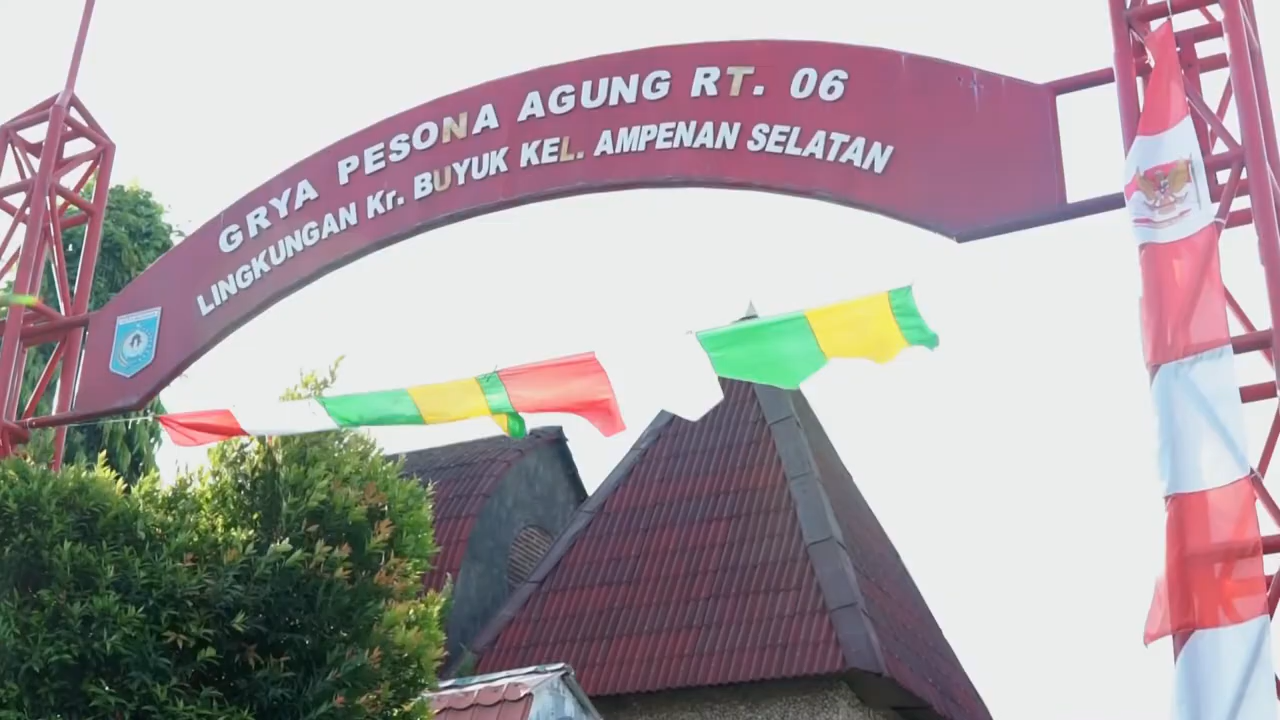 GRYA PESONA AGUNG RT. 06
LINGKUNGAN Kr. BUYUK KEL. AMPENAN SELATAN